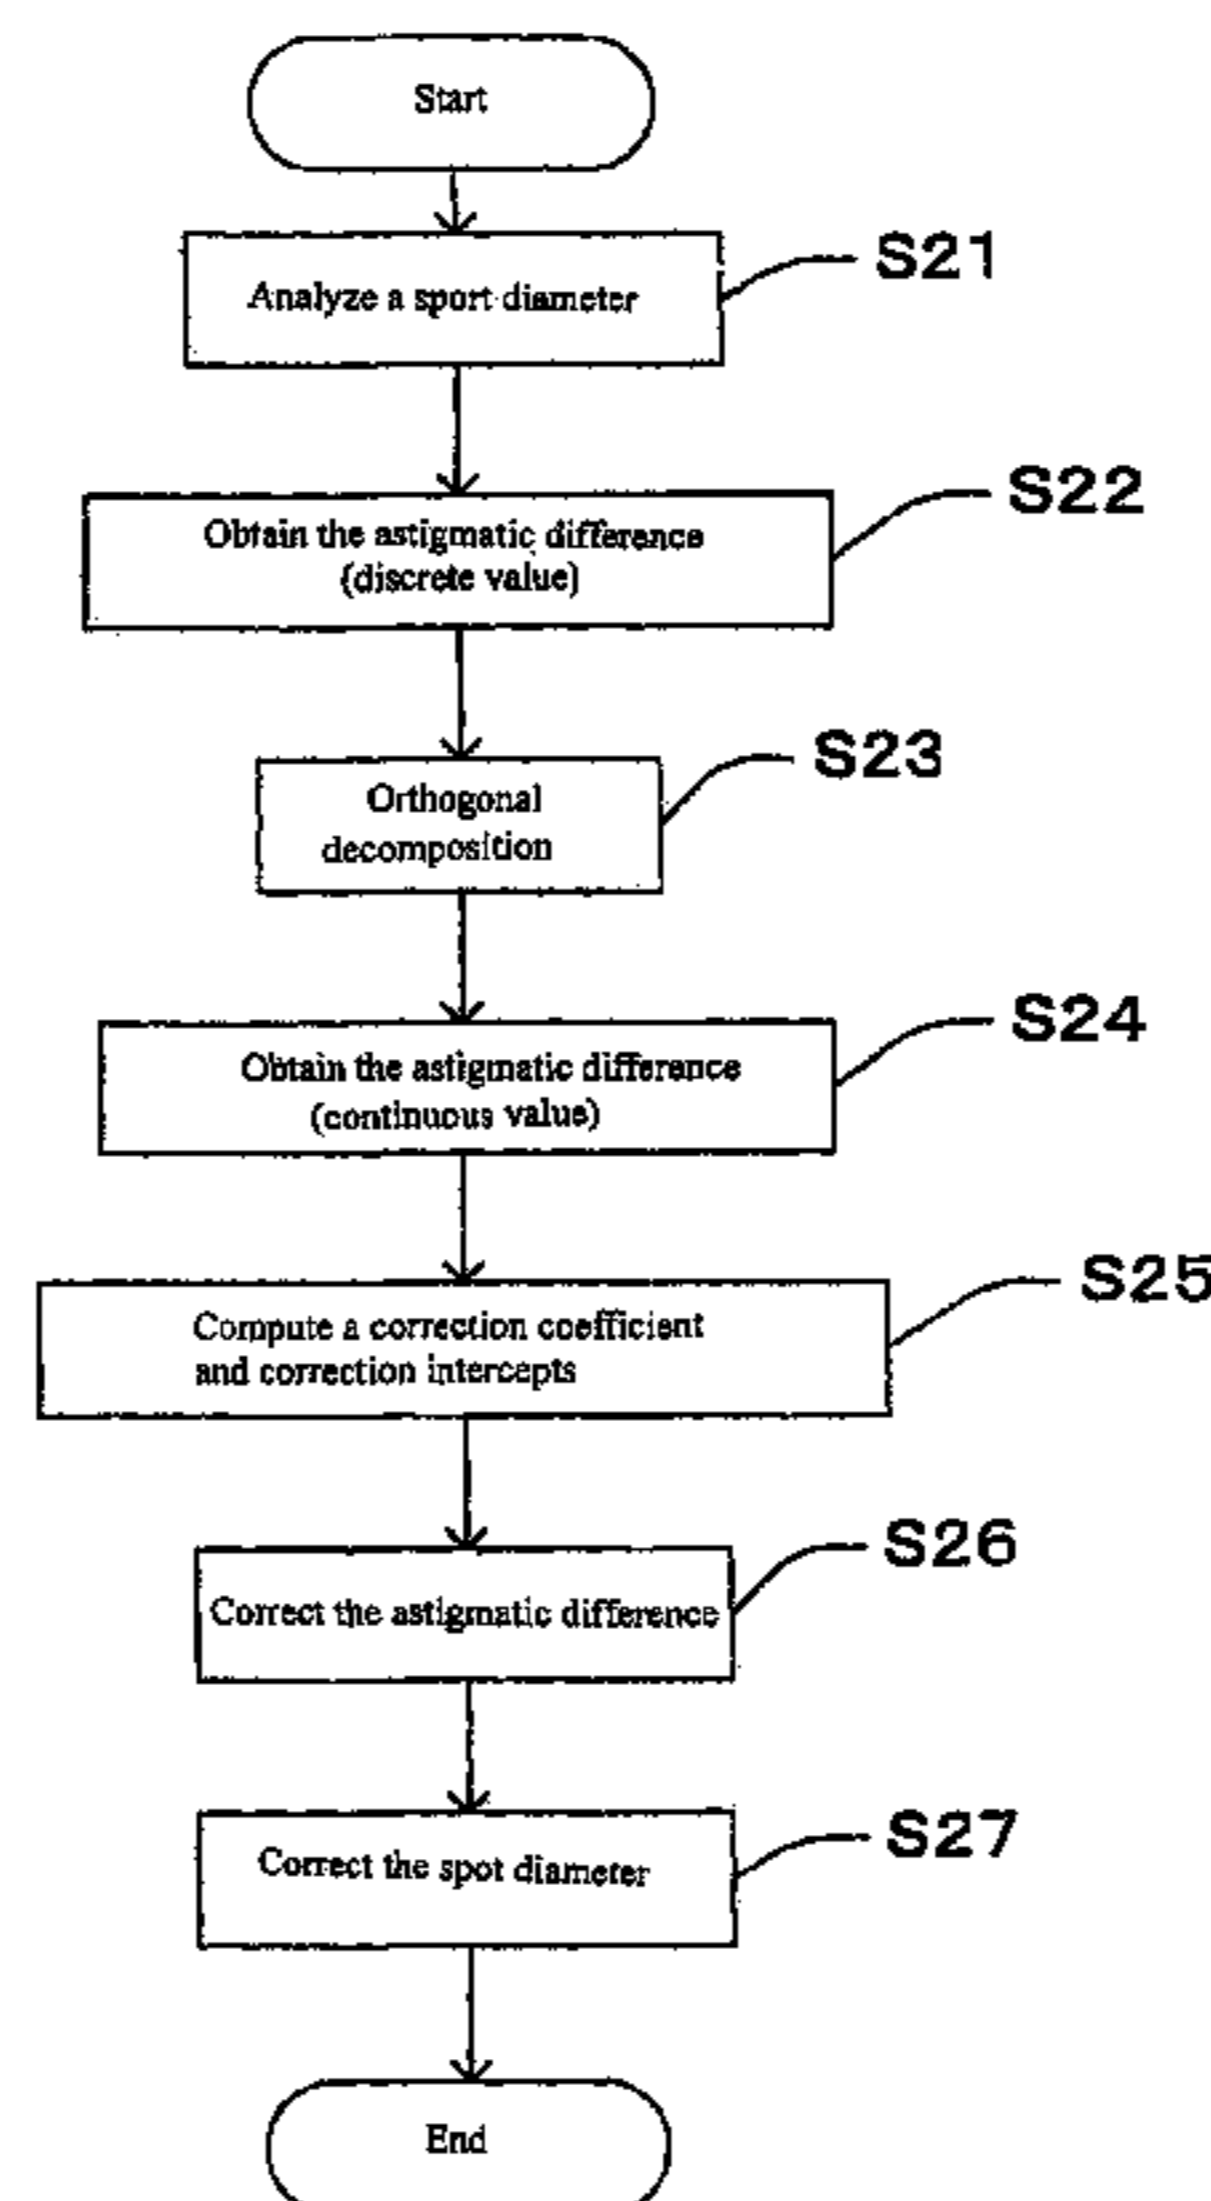 Start
S21
Analyze a sport diameter
S22
Obtain the astigmatic difference
(discrete value)
S23
Orthogonal
decomposition
S24
Obtain the astigmatic difference
(continuous value)
S25
Compute a correction coefficient
and correction intercepts
S26
Correct the astigmatic difference
S27
Correct the spot diameter
End